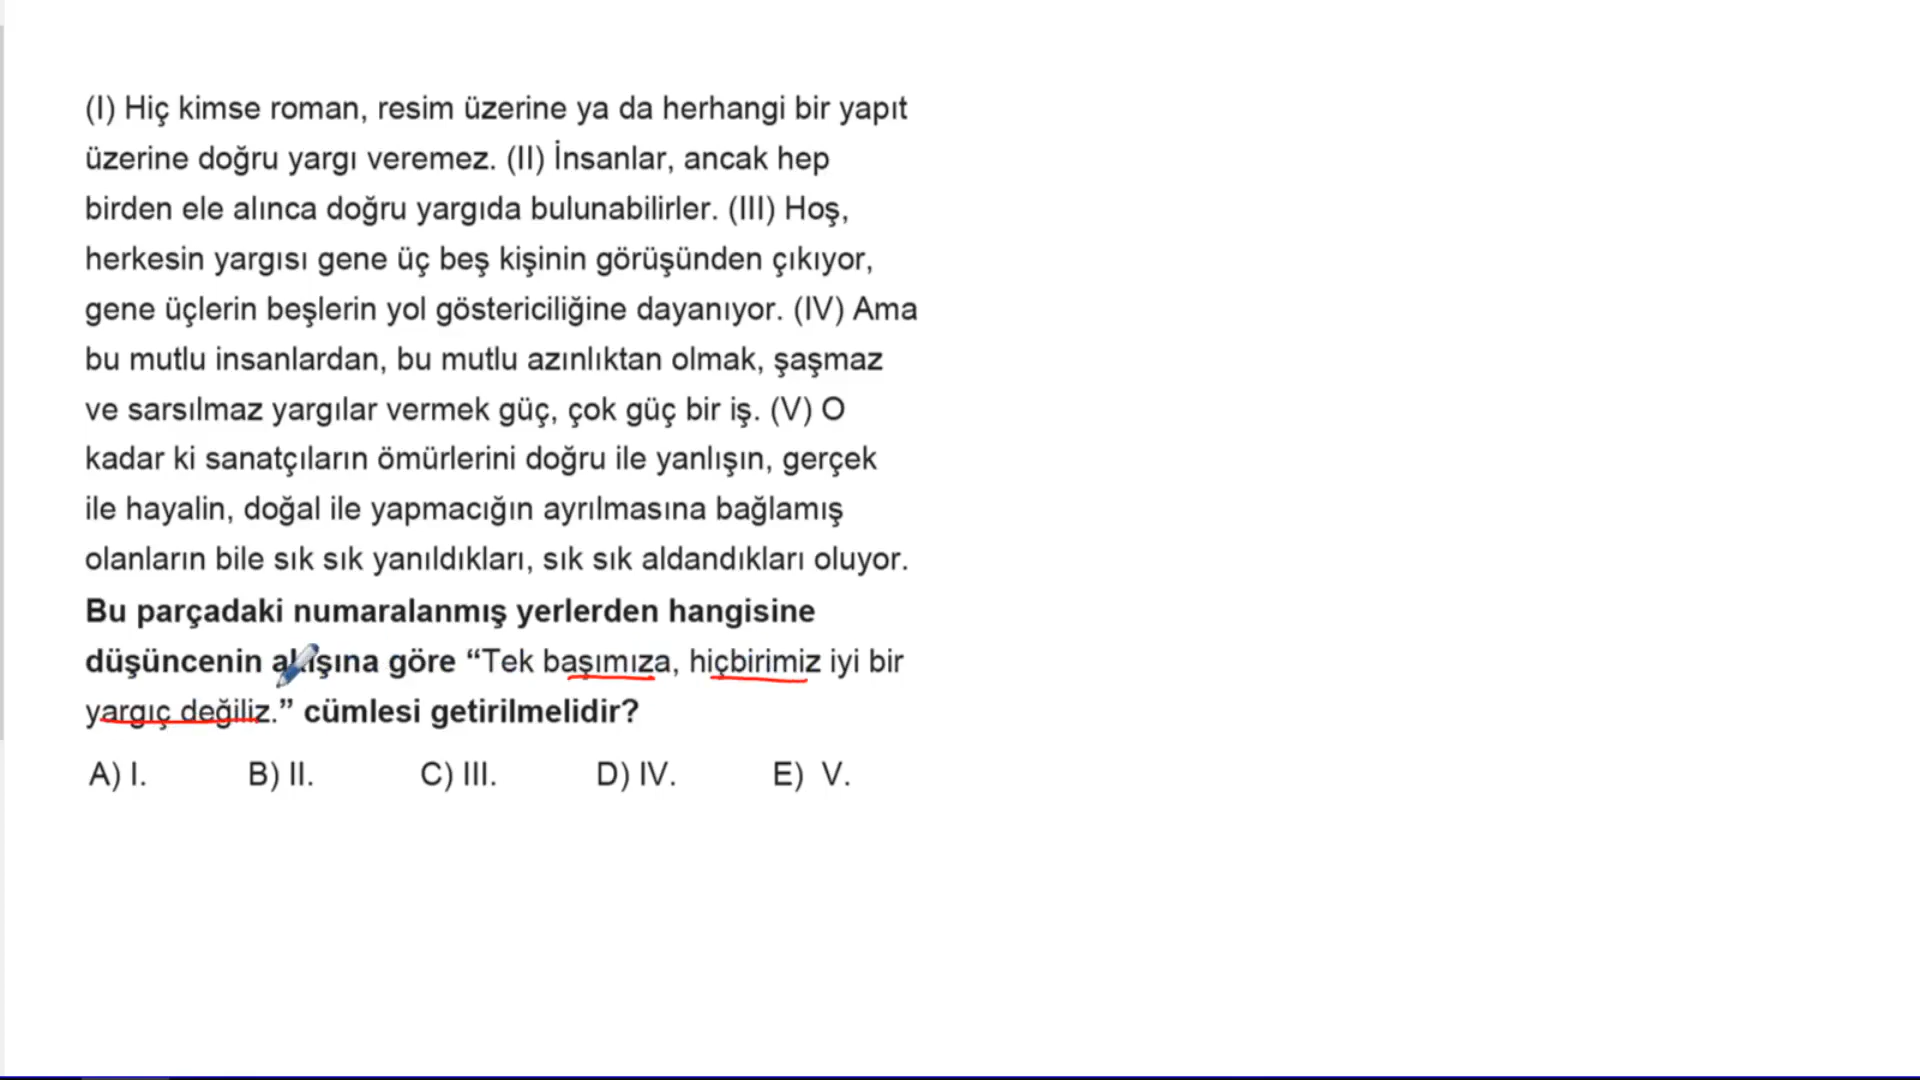 (I) Hiç kimse roman, resim üzerine ya da herhangi bir yapıt
üzerine doğru yargı veremez. (II) İnsanlar, ancak hep
birden ele alınca doğru yargıda bulunabilirler. (III) Hoş,
herkesin yargısı gene üç beş kişinin görüşünden çıkıyor,
gene üçlerin beşlerin yol göstericiliğine dayanıyor. (IV) Ama
bu mutlu insanlardan, bu mutlu azınlıktan olmak, şaşmaz
ve sarsılmaz yargılar vermek güç, çok güç bir iş. (V) O
kadar ki sanatçıların ömürlerini doğru ile yanlışın, gerçek
ile hayalin, doğal ile yapmacığın ayrılmasına bağlamış
olanların bile sık sık yanıldıkları, sık sık aldandıkları oluyor.
Bu parçadaki numaralanmış yerlerden hangisine
düşüncenin akışına göre “Tek başımıza, hiçbirimiz iyi bir
yargıç değiliz.” cümlesi getirilmelidir?
A) I. B) II. C) III. D) IV. E) V.